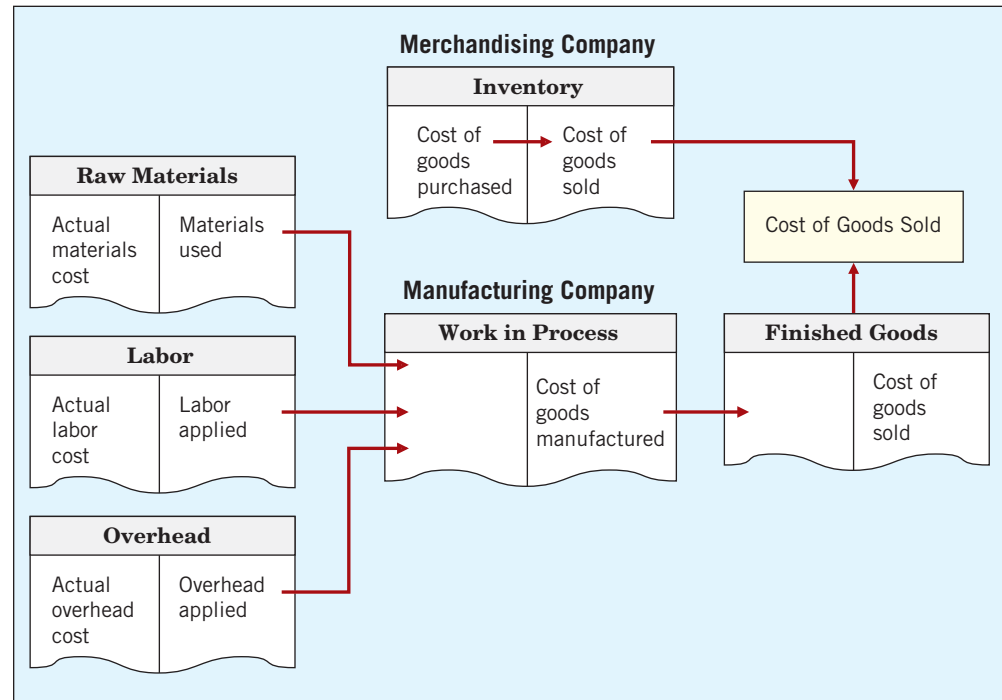 Merchandising Company
Inventory
Cost of
goods
purchased
Cost of
goods
sold
Raw Materials
Actual
materials
cost
Materials
used
Cost of Goods Sold
Manufacturing Company
Labor
Actual
labor
cost
Labor
applied
Work in Process
Cost of
goods
manufactured
Finished Goods
Cost of
goods
sold
Overhead
Actual
overhead
cost
Overhead
applied